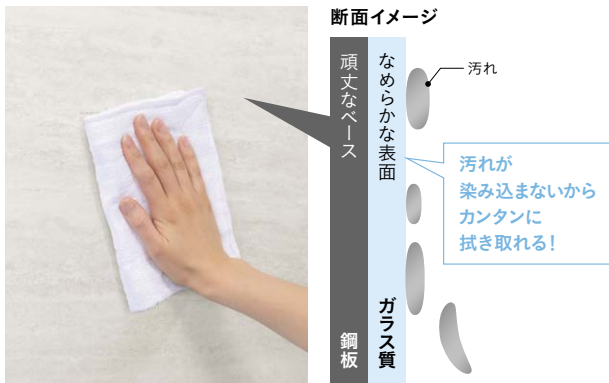 断面イメージ
頑丈なベース
鋼板
なめらかな表面
ガラス質
汚れ
汚れが
染み込まないから
カンタンに
拭き取れる！